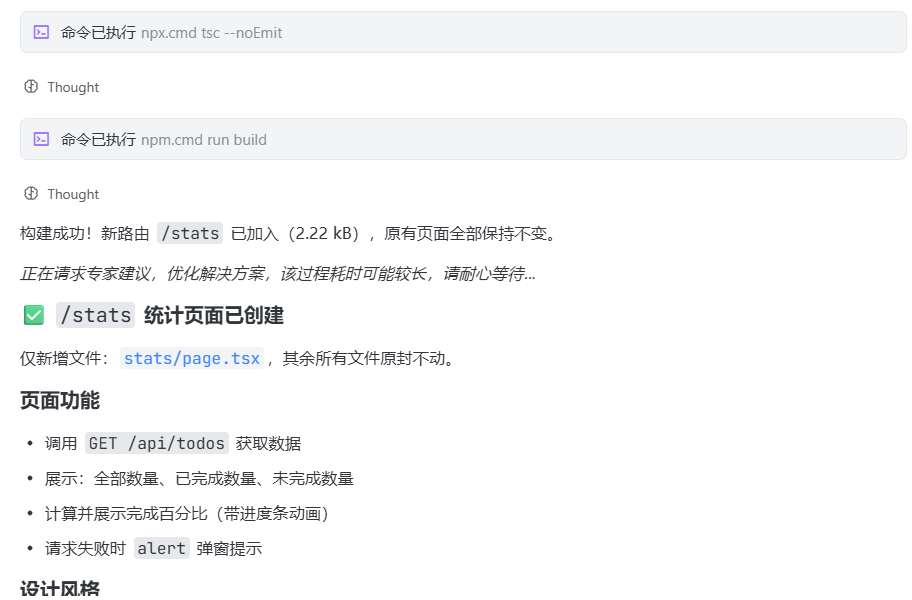 命令已执行 npx.cmd tsc --noEmit
Thought
命令已执行 npm.cmd run build
Thought
构建成功！新路由 /stats 已加入（2.22 kB），原有页面全部保持不变。
正在请求专家建议，优化解决方案，该过程耗时可能较长，请耐心等待...
✅ /stats 统计页面已创建
仅新增文件： stats/page.tsx ，其余所有文件原封不动。
页面功能
• 调用 GET /api/todos 获取数据
• 展示：全部数量、已完成数量、未完成数量
• 计算并展示完成百分比（带进度条动画）
• 请求失败时 alert 弹窗提示
设计风格